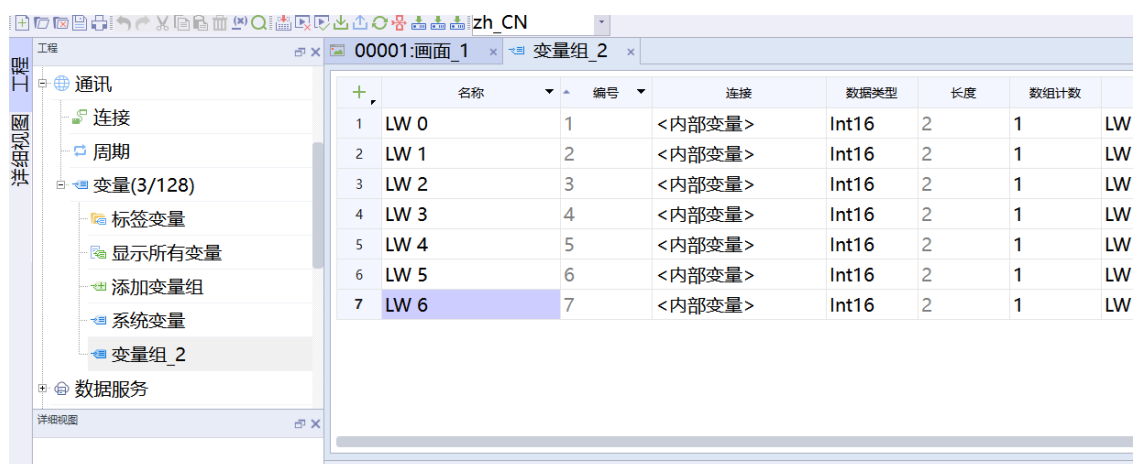 zh_CN
工程
00001:画面_1 × 变量组_2 ×
工程
详细视图
通讯
连接
周期
变量(3/128)
标签变量
显示所有变量
添加变量组
系统变量
变量组_2
数据服务
详细视图
名称 编号 连接 数据类型 长度 数组计数
1 LW 0 1 <内部变量> Int16 2 1 LW
2 LW 1 2 <内部变量> Int16 2 1 LW
3 LW 2 3 <内部变量> Int16 2 1 LW
4 LW 3 4 <内部变量> Int16 2 1 LW
5 LW 4 5 <内部变量> Int16 2 1 LW
6 LW 5 6 <内部变量> Int16 2 1 LW
7 LW 6 7 <内部变量> Int16 2 1 LW